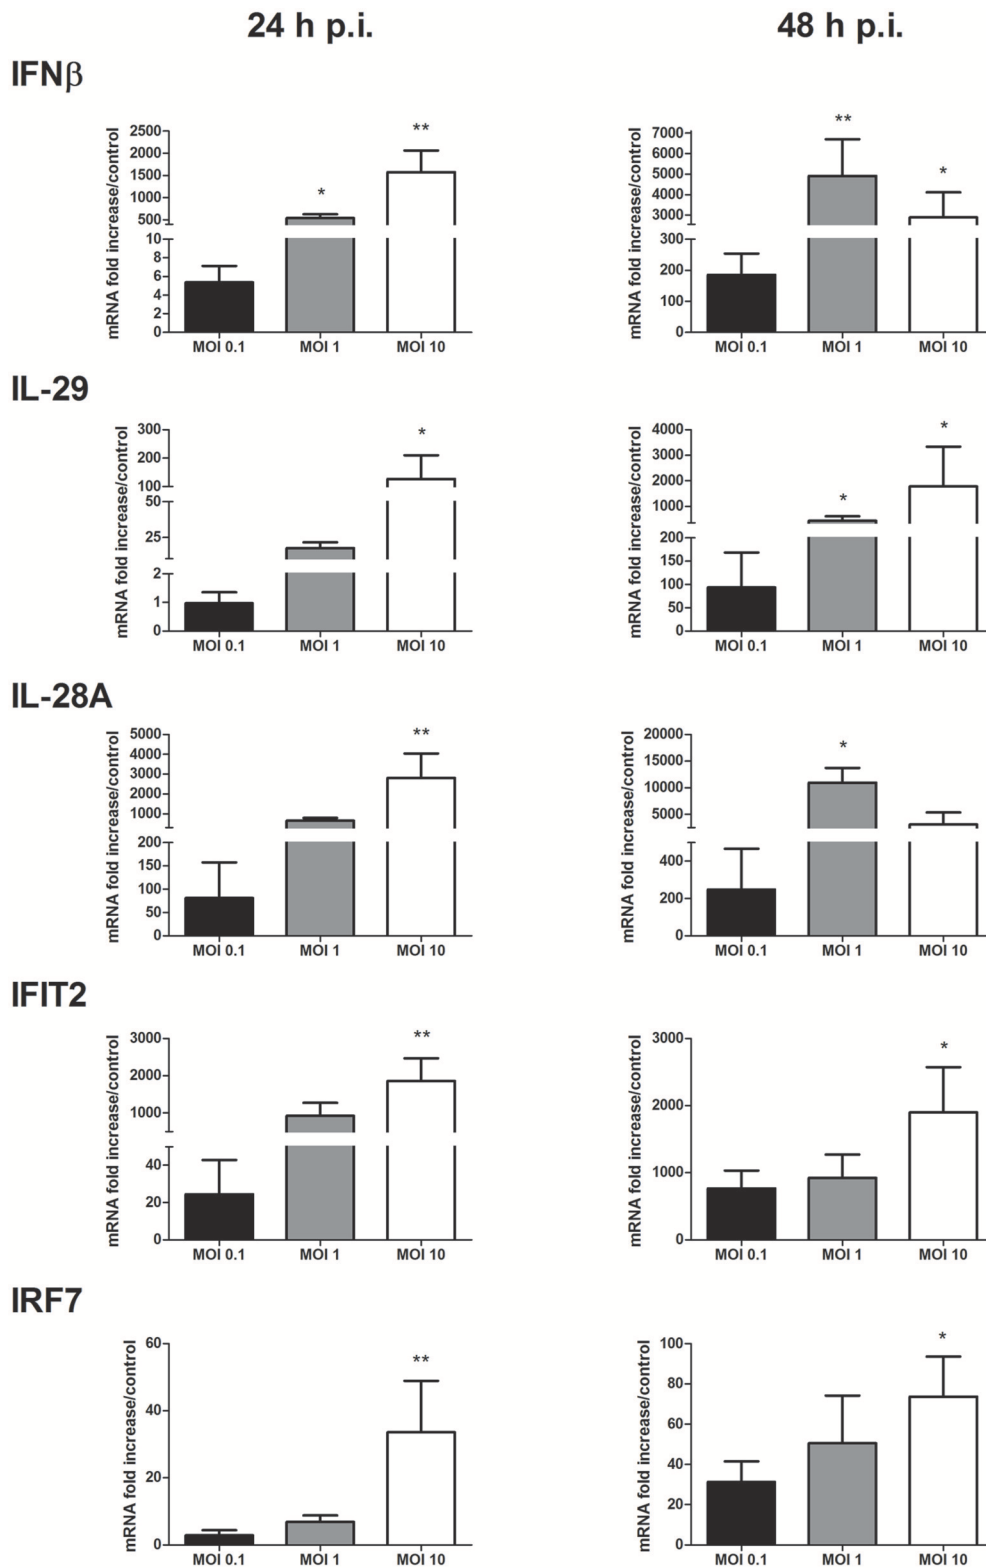 24 h p.i.
48 h p.i.
IFNβ
mRNA fold increase/control
2500
2000
1500
1000
500
10
8
6
4
2
0
*
**
MOI 0.1
MOI 1
MOI 10
mRNA fold increase/control
7000
6000
5000
4000
3000
300
200
100
0
**
*
MOI 0.1
MOI 1
MOI 10
IL-29
mRNA fold increase/control
300
200
100
50
25
2
1
0
*
MOI 0.1
MOI 1
MOI 10
mRNA fold increase/control
4000
3000
2000
1000
200
150
100
50
0
*
*
MOI 0.1
MOI 1
MOI 10
IL-28A
mRNA fold increase/control
5000
4000
3000
2000
1000
200
150
100
50
0
**
MOI 0.1
MOI 1
MOI 10
mRNA fold increase/control
20000
15000
10000
5000
400
200
0
*
MOI 0.1
MOI 1
MOI 10
IFIT2
mRNA fold increase/control
3000
2000
1000
40
20
0
**
MOI 0.1
MOI 1
MOI 10
mRNA fold increase/control
3000
2000
1000
0
*
MOI 0.1
MOI 1
MOI 10
IRF7
mRNA fold increase/control
60
40
20
0
**
MOI 0.1
MOI 1
MOI 10
mRNA fold increase/control
100
80
60
40
20
0
*
MOI 0.1
MOI 1
MOI 10